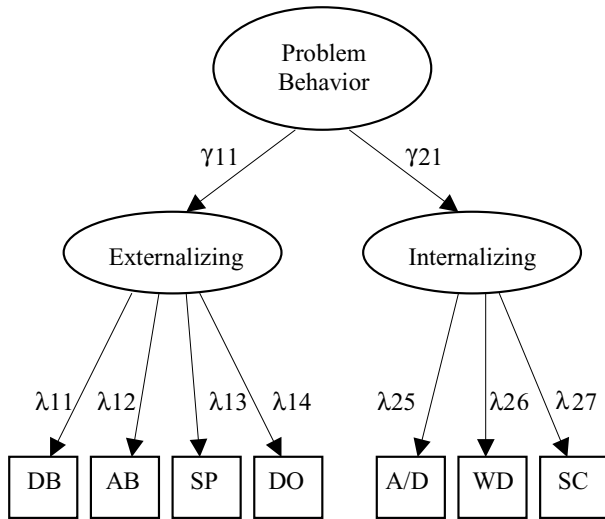 Problem
Behavior
γ11 γ21
Externalizing Internalizing
λ11 λ12 λ13 λ14 λ25 λ26 λ27
DB AB SP DO A/D WD SC